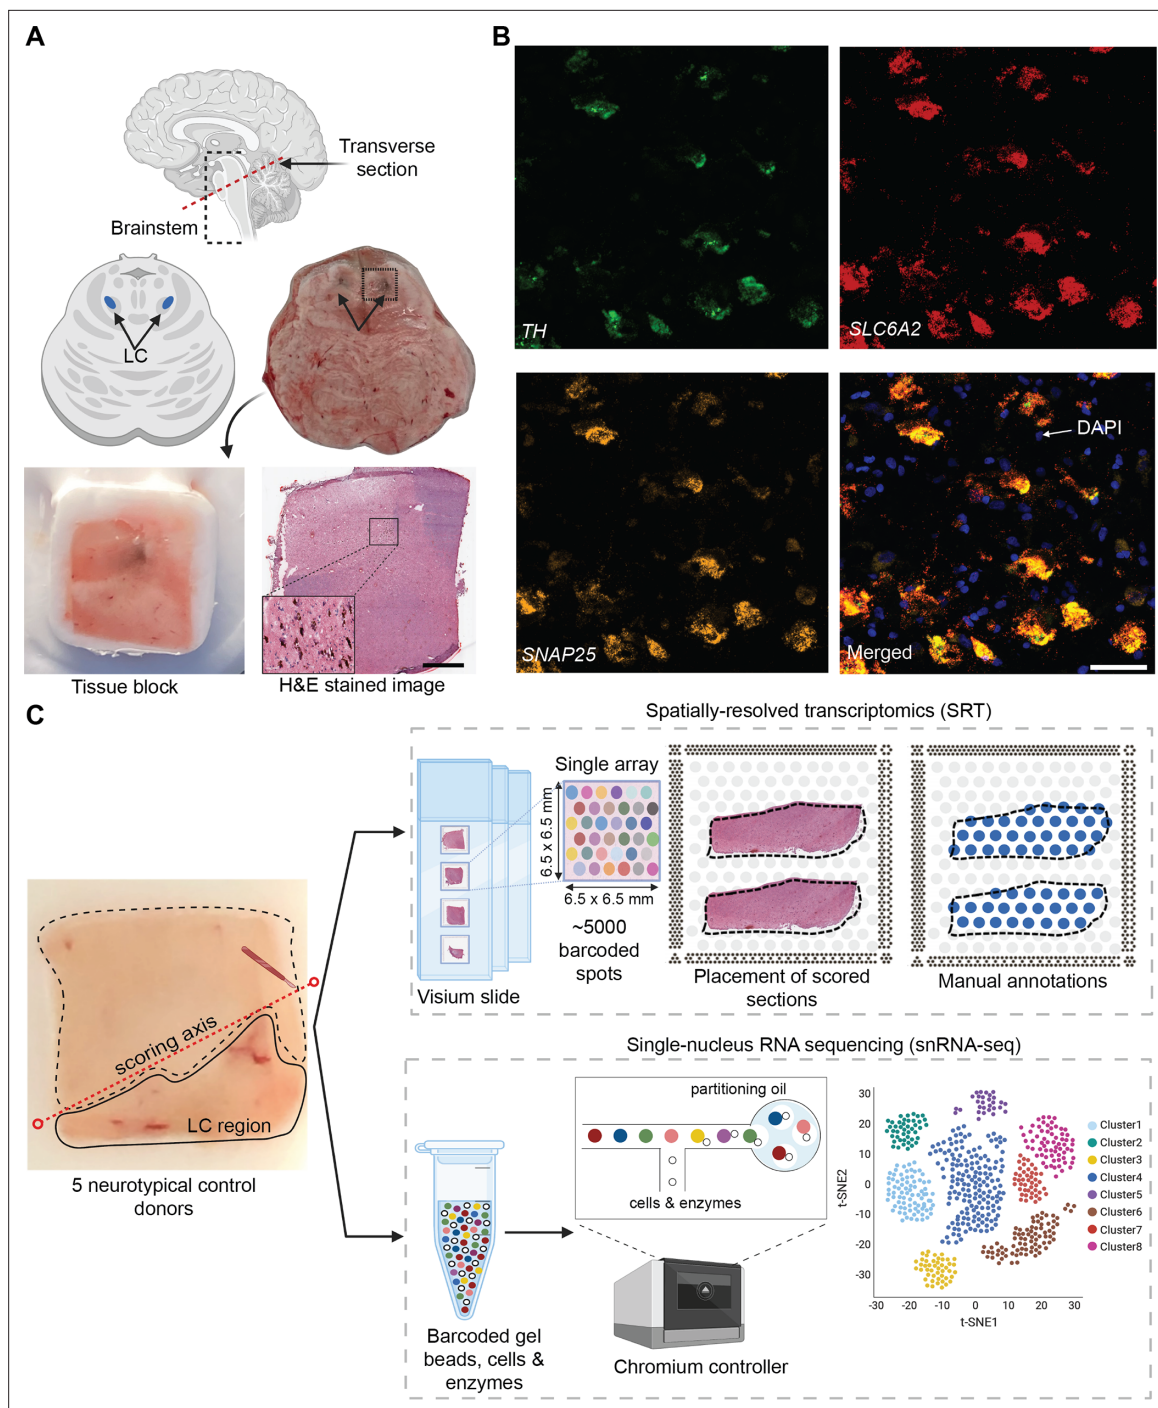 A
Transverse
section
Brainstem
LC
Tissue block
H&E stained image
B
TH
SLC6A2
SNAP25
DAPI
Merged
C
Spatially-resolved transcriptomics (SRT)
Single array
6.5 x 6.5 mm
6.5 x 6.5 mm
~5000
barcoded
spots
Visium slide
Placement of scored
sections
Manual annotations
scoring axis
LC region
5 neurotypical control
donors
Single-nucleus RNA sequencing (snRNA-seq)
partitioning oil
cells & enzymes
Barcoded gel
beads, cells &
enzymes
Chromium controller
t-SNE2
30
20
10
0
-10
-20
-30
-30 -20 -10 0 10 20 30
t-SNE1
Cluster1
Cluster2
Cluster3
Cluster4
Cluster5
Cluster6
Cluster7
Cluster8